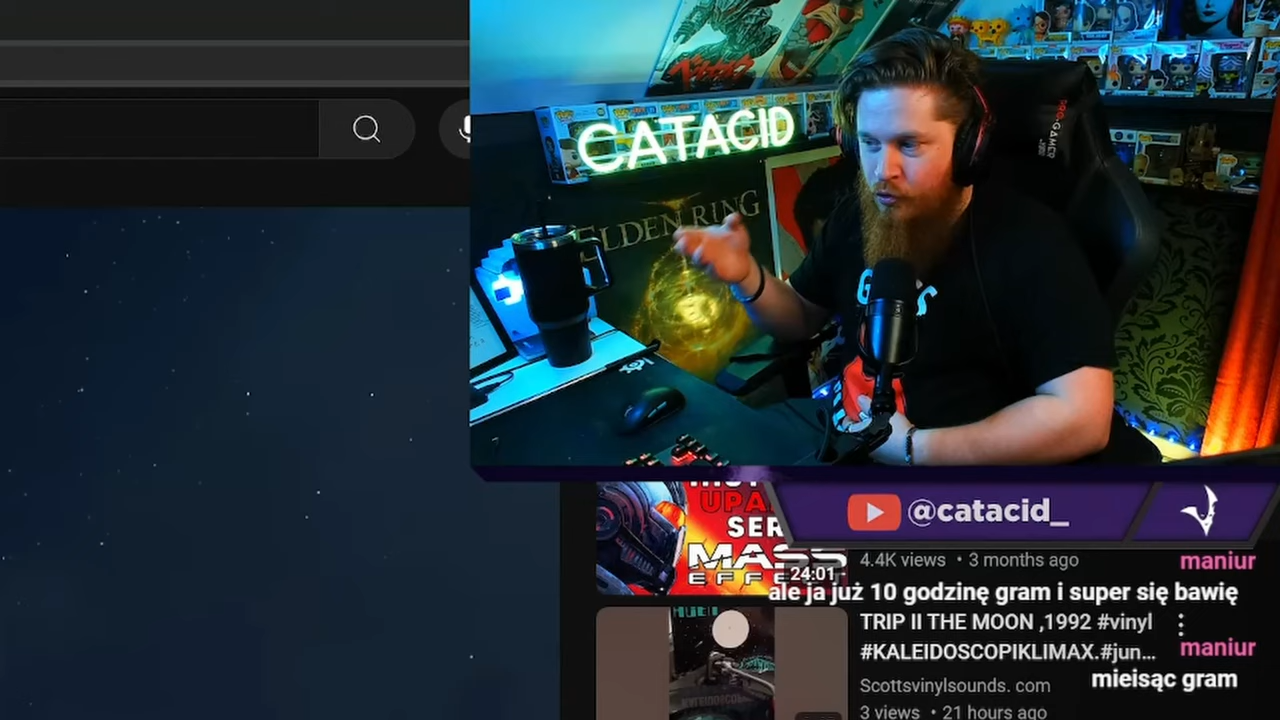 CATACID
ELDEN RING
UPA
SER
MASS
EFFE
24:01
@catacid_
4.4K views • 3 months ago
maniur
ale ja już 10 godzinę gram i super się bawię
TRIP II THE MOON ,1992 #vinyl
#KALEIDOSCOPIKLIMAX.#jun...
maniur
mieisąc gram
Scottsvinylsounds. com
3 views • 21 hours ago